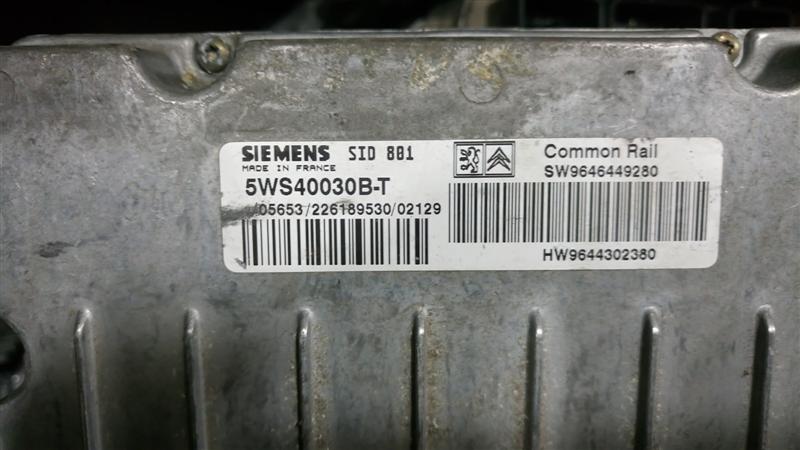 SIEMENS SID 801
MADE IN FRANCE
5WS40030B-T
/05653/226189530/02129
Common Rail
SW9646449280
HW9644302380